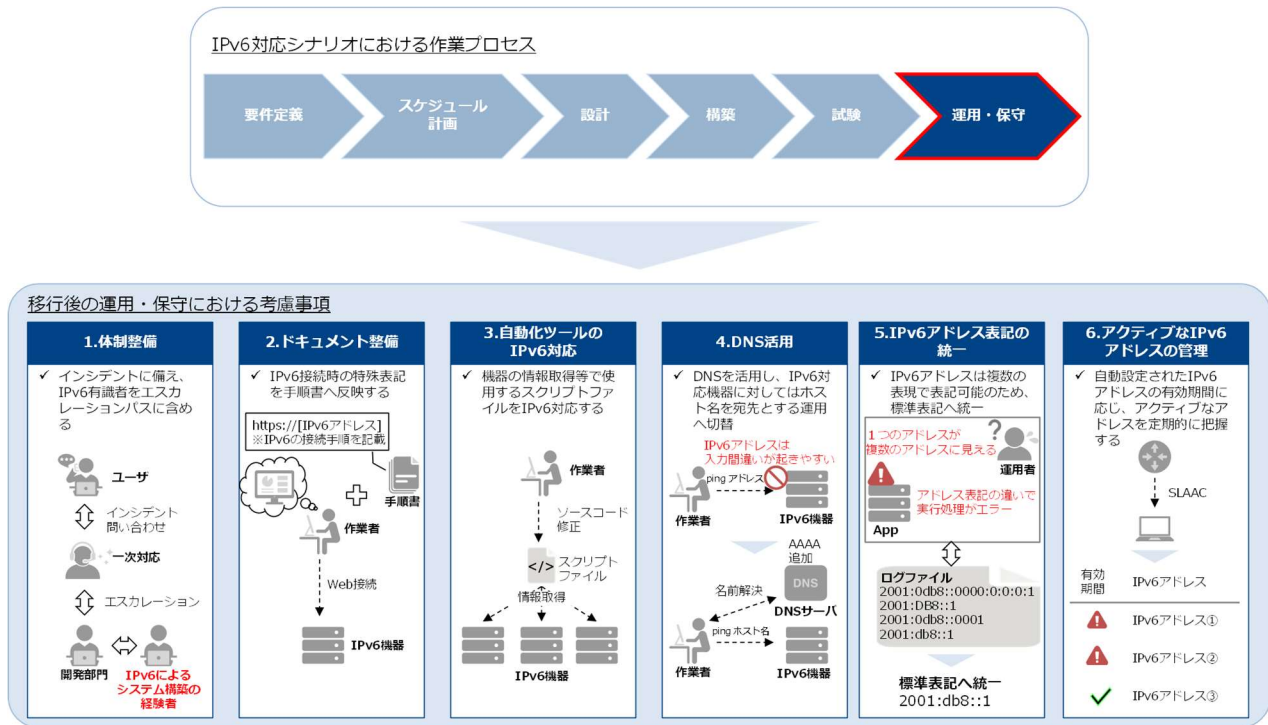 IPv6対応シナリオにおける作業プロセス
要件定義
スケジュール
計画
設計
構築
試験
運用・保守
移行後の運用・保守における考慮事項
1.体制整備
✓ インシデントに備え、
IPv6有識者をエスカ
レーションパスに含め
る
ユーザ
インシデント
問い合わせ
一次対応
エスカレーション
開発部門
IPv6による
システム構築の
経験者
2.ドキュメント整備
✓ IPv6接続時の特殊表記
を手順書へ反映する
https://[IPv6アドレス]
※IPv6の接続手順を記載
手順書
作業者
Web接続
IPv6機器
3.自動化ツールの
IPv6対応
✓ 機器の情報取得等で使
用するスクリプトファ
イルをIPv6対応する
作業者
ソースコード
修正
</>
スクリプト
ファイル
情報取得
IPv6機器
4.DNS活用
✓ DNSを活用し、IPv6対
応機器に対してはホス
ト名を宛先とする運用
へ切替
IPv6アドレスは
入力間違いが起きやすい
ping アドレス
作業者
IPv6機器
AAAA
追加
DNS
名前解決
DNSサーバ
ping ホスト名
作業者
IPv6機器
5.IPv6アドレス表記の
統一
✓ IPv6アドレスは複数の
表現で表記可能のため、
標準表記へ統一
1つのアドレスが
複数のアドレスに見える
?
運用者
アドレス表記の違いで
実行処理がエラー
App
ログファイル
2001:0db8::0000:0:0:0:1
2001:DB8::1
2001:0db8::0001
2001:db8::1
標準表記へ統一
2001:db8::1
6.アクティブなIPv6
アドレスの管理
✓ 自動設定されたIPv6
アドレスの有効期間に
応じ、アクティブなア
ドレスを定期的に把握
する
SLAAC
有効
期間
IPv6アドレス
IPv6アドレス①
IPv6アドレス②
IPv6アドレス③